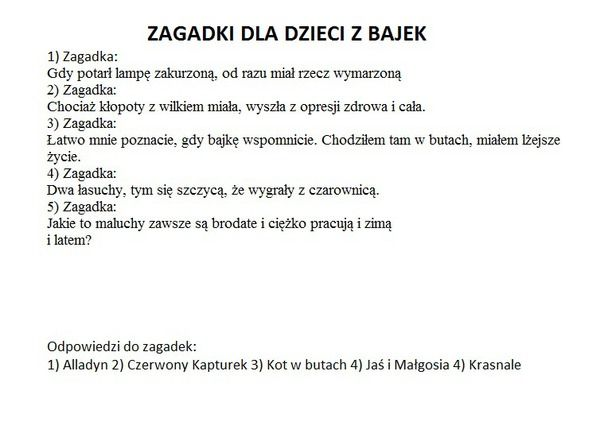 ZAGADKI DLA DZIECI Z BAJEK
1) Zagadka:
Gdy potarł lampę zakurzoną, od razu miał rzecz wymarzoną
2) Zagadka:
Chociaż kłopoty z wilkiem miała, wyszła z opresji zdrowa i cała.
3) Zagadka:
Łatwo mnie poznacie, gdy bajkę wspomnicie. Chodziłem tam w butach, miałem lżejsze
życie.
4) Zagadka:
Dwa łasuchy, tym się szczycą, że wygrały z czarownicą.
5) Zagadka:
Jakie to maluchy zawsze są brodate i ciężko pracują i zimą
i latem?
Odpowiedzi do zagadek:
1) Alladyn 2) Czerwony Kapturek 3) Kot w butach 4) Jaś i Małgosia 4) Krasnale